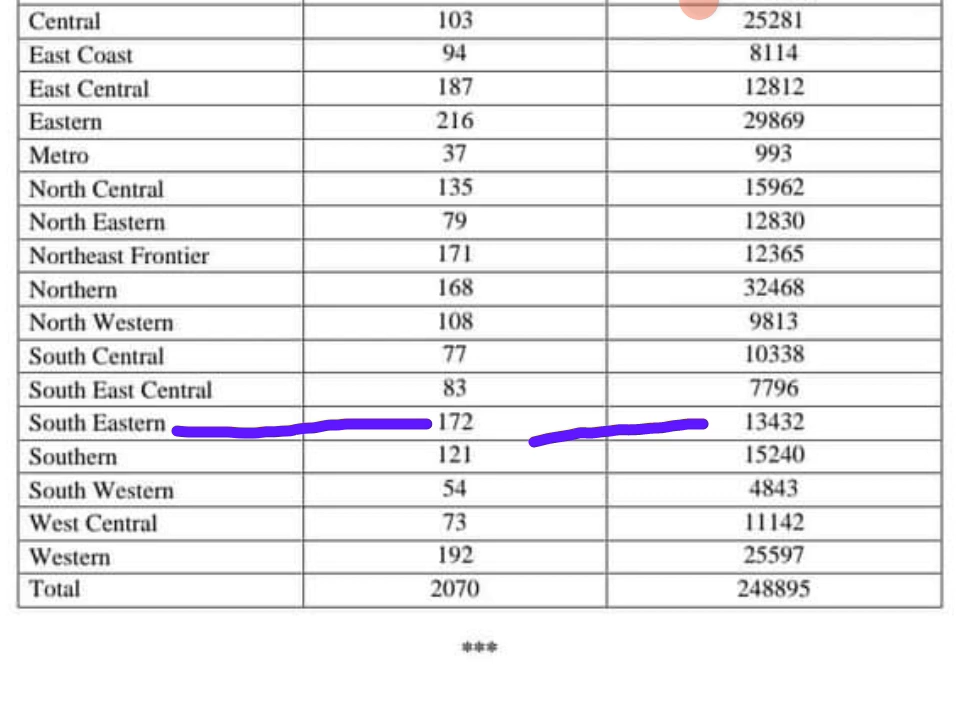 Central 103 25281
East Coast 94 8114
East Central 187 12812
Eastern 216 29869
Metro 37 993
North Central 135 15962
North Eastern 79 12830
Northeast Frontier 171 12365
Northern 168 32468
North Western 108 9813
South Central 77 10338
South East Central 83 7796
South Eastern 172 13432
Southern 121 15240
South Western 54 4843
West Central 73 11142
Western 192 25597
Total 2070 248895
***